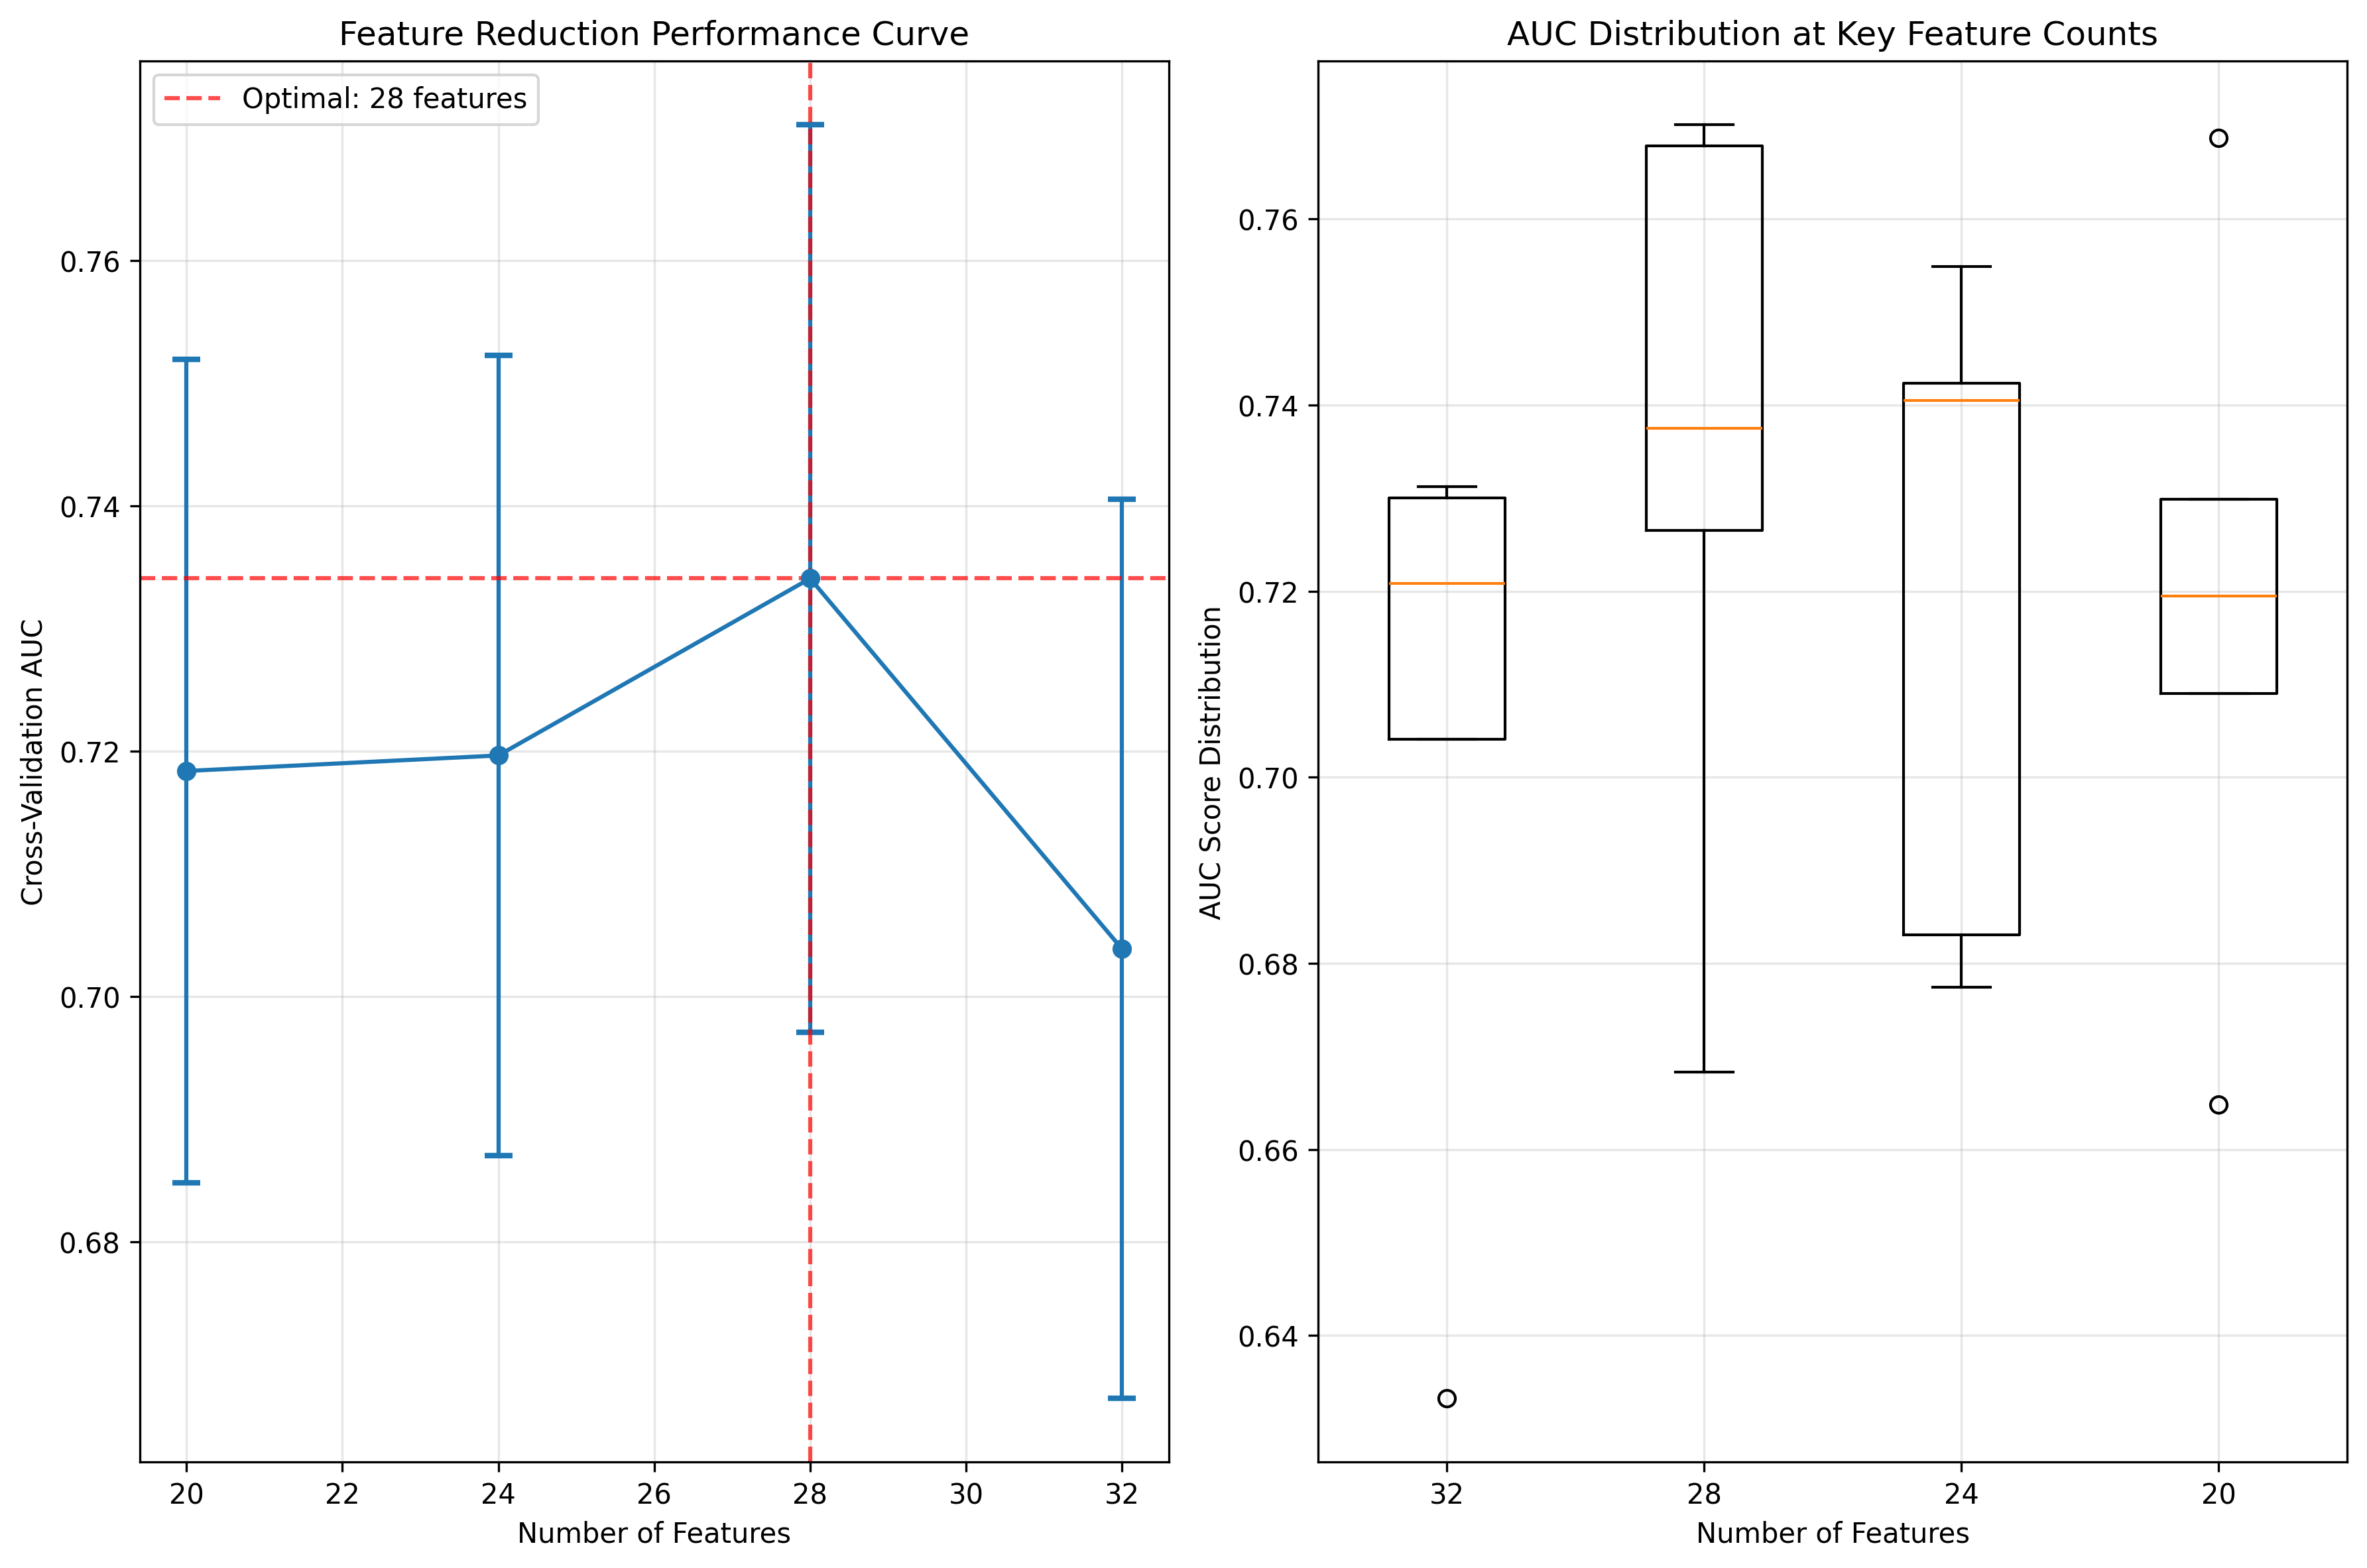 Feature Reduction Performance Curve
Optimal: 28 features
Cross-Validation AUC
0.76
0.74
0.72
0.70
0.68
20 22 24 26 28 30 32
Number of Features
AUC Distribution at Key Feature Counts
AUC Score Distribution
0.76
0.74
0.72
0.70
0.68
0.66
0.64
32 28 24 20
Number of Features